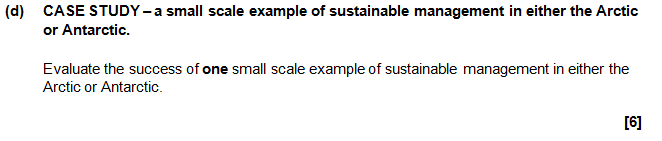 (d) CASE STUDY – a small scale example of sustainable management in either the Arctic
or Antarctic.
Evaluate the success of one small scale example of sustainable management in either the
Arctic or Antarctic.
[6]